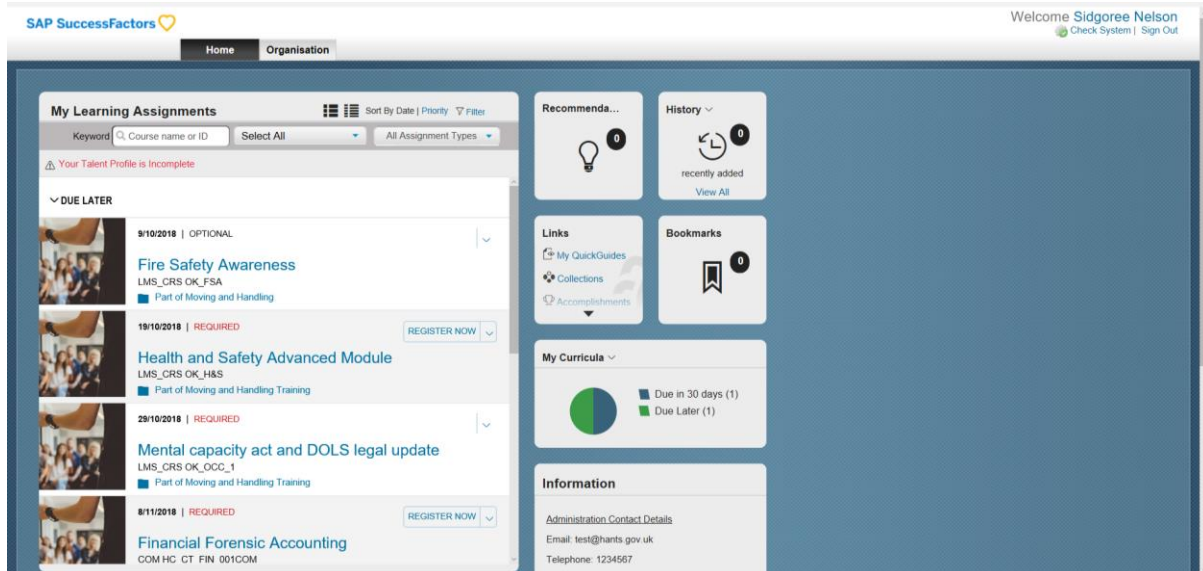 SAP SuccessFactors
Welcome Sidgoree Nelson
Check System | Sign Out
Home Organisation
My Learning Assignments
Sort By Date | Priority Filter
Keyword Course name or ID Select All All Assignment Types
Your Talent Profile is Incomplete
DUE LATER
9/10/2018 | OPTIONAL
Fire Safety Awareness
LMS_CRS OK_FSA
Part of Moving and Handling
19/10/2018 | REQUIRED
REGISTER NOW
Health and Safety Advanced Module
LMS_CRS OK_H&S
Part of Moving and Handling Training
29/10/2018 | REQUIRED
Mental capacity act and DOLS legal update
LMS_CRS OK_OCC_1
Part of Moving and Handling Training
8/11/2018 | REQUIRED
REGISTER NOW
Financial Forensic Accounting
COM HC_CT_FIN_001COM
Recommenda...
0
History
0
recently added
View All
Links
My QuickGuides
Collections
Accomplishments
Bookmarks
0
My Curricula
Due in 30 days (1)
Due Later (1)
Information
Administration Contact Details
Email: test@hants.gov.uk
Telephone: 1234567